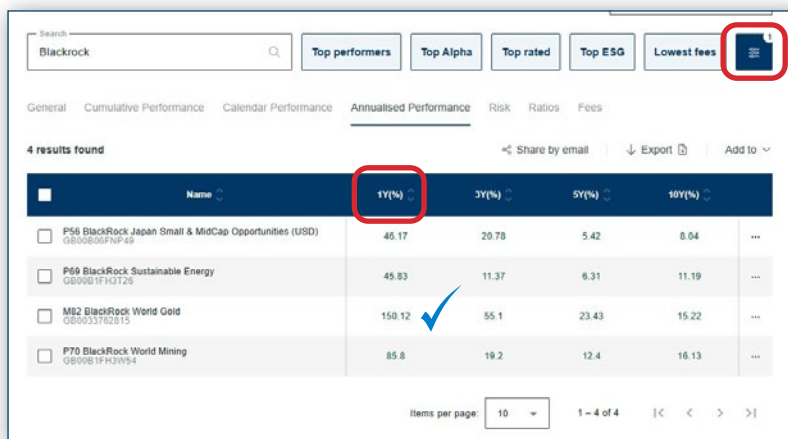 Search
Blackrock
Top performers
Top Alpha
Top rated
Top ESG
Lowest fees
1
General Cumulative Performance Calendar Performance Annualised Performance Risk Ratios Fees
4 results found Share by email Export Add to
Name 1Y(%) 3Y(%) 5Y(%) 10Y(%)
P56 BlackRock Japan Small & MidCap Opportunities (USD) 46.17 20.78 5.42 8.04 ...
GB00B06FNP49
P69 BlackRock Sustainable Energy 45.83 11.37 6.31 11.19 ...
GB00B1FH3T26
M82 BlackRock World Gold 150.12 55.1 23.43 15.22 ...
GB0033762815
P70 BlackRock World Mining 85.8 19.2 12.4 16.13 ...
GB00B1FH3W54
Items per page: 10 1 – 4 of 4